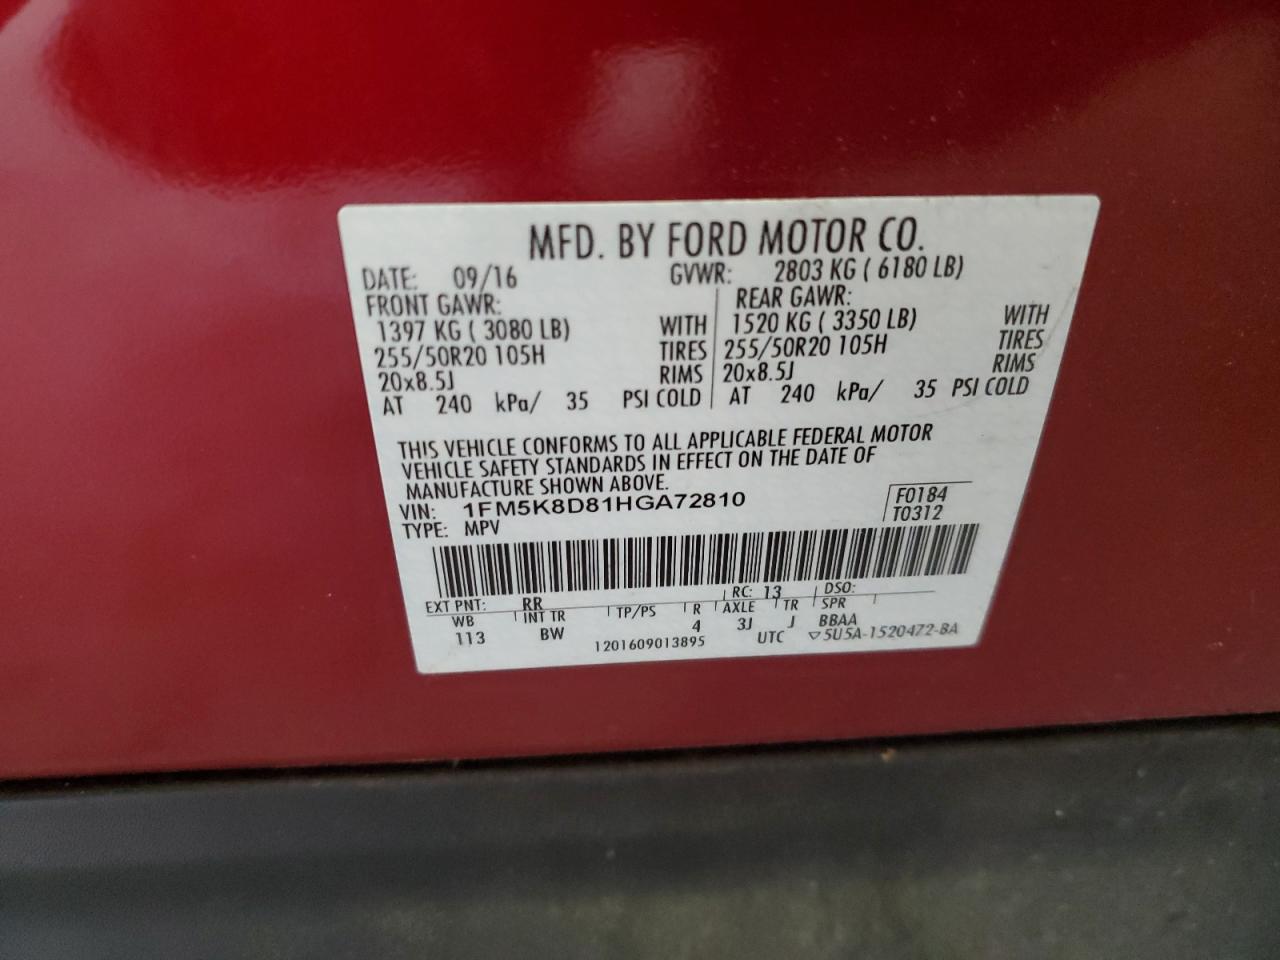 MFD. BY FORD MOTOR CO.
DATE: 09/16 GVWR: 2803 KG ( 6180 LB)
FRONT GAWR: REAR GAWR:
1397 KG ( 3080 LB) WITH 1520 KG ( 3350 LB) WITH
255/50R20 105H TIRES 255/50R20 105H TIRES
20x8.5J RIMS 20x8.5J RIMS
AT 240 kPa/ 35 PSI COLD AT 240 kPa/ 35 PSI COLD
THIS VEHICLE CONFORMS TO ALL APPLICABLE FEDERAL MOTOR
VEHICLE SAFETY STANDARDS IN EFFECT ON THE DATE OF
MANUFACTURE SHOWN ABOVE.
VIN: 1FM5K8D81HGA72810 F0184
TYPE: MPV T0312
EXT PNT: RR RC: 13 DSO:
WB INT TR TP/PS R AXLE TR SPR
113 BW 4 3J J BBAA
1201609013895 UTC ▽5U5A-1520472-BA